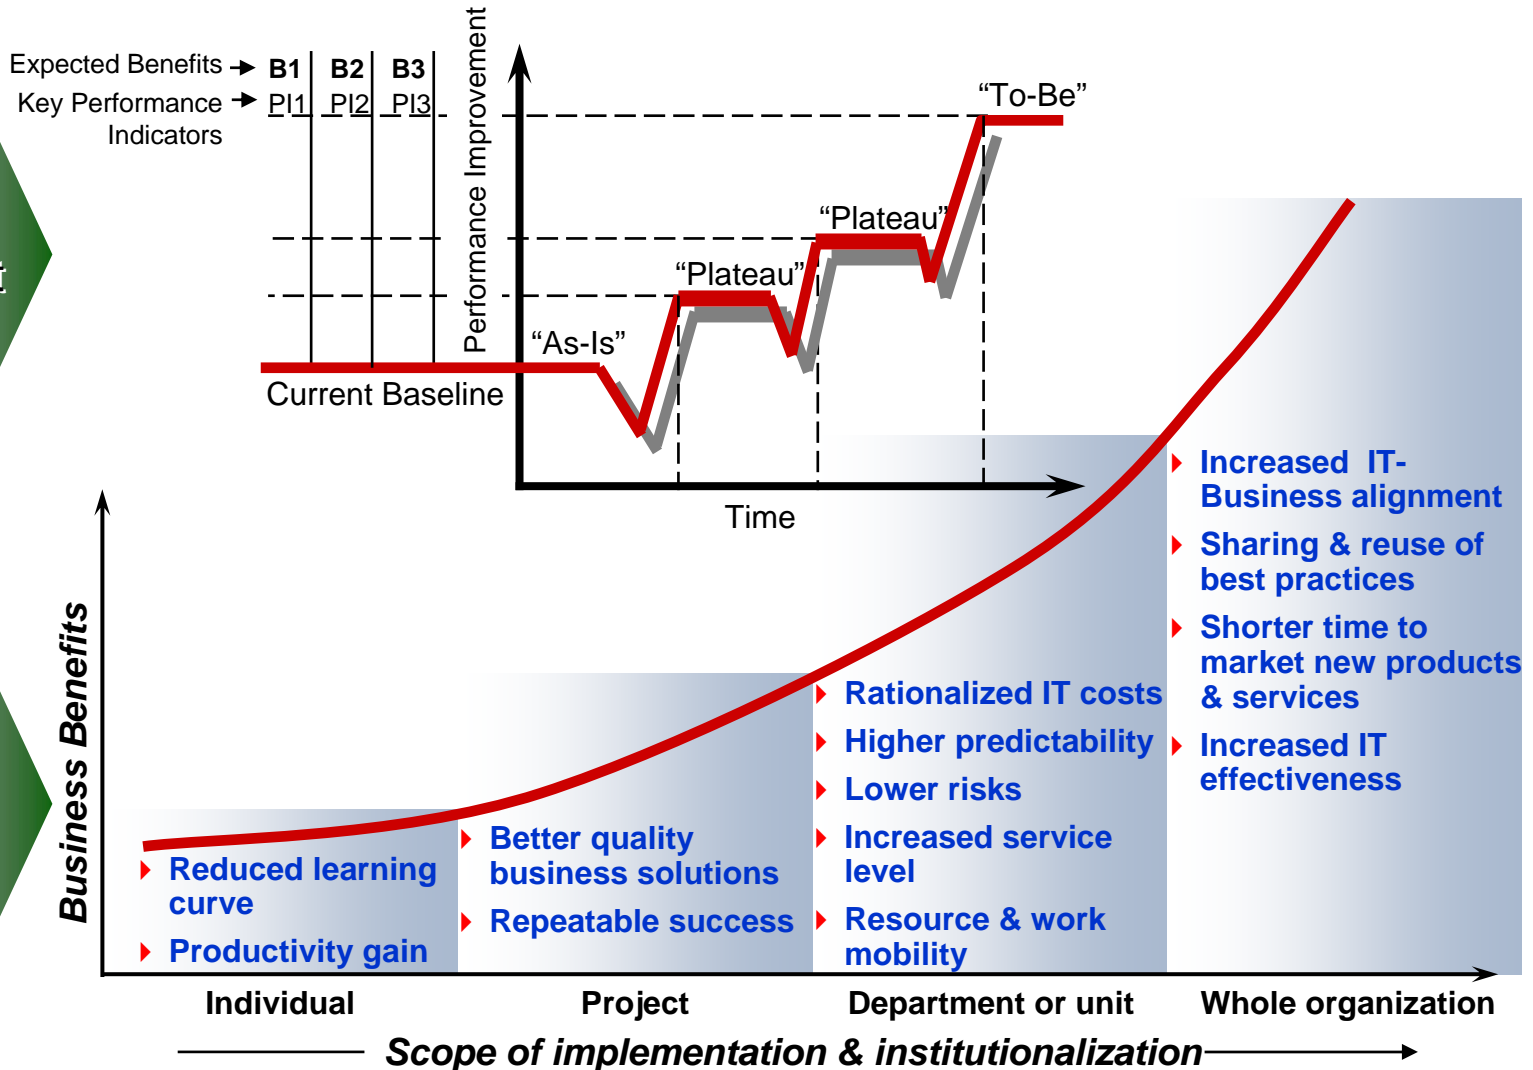 Expected Benefits
B1 B2 B3
Key Performance
Indicators
PI1 PI2 PI3
Performance Improvement
“To-Be”
“Plateau”
“Plateau”
“As-Is”
Current Baseline
Time
Business Benefits
Reduced learning
curve
Productivity gain
Better quality
business solutions
Repeatable success
Rationalized IT costs
Higher predictability
Lower risks
Increased service
level
Resource & work
mobility
Increased IT-
Business alignment
Sharing & reuse of
best practices
Shorter time to
market new products
& services
Increased IT
effectiveness
Individual
Project
Department or unit
Whole organization
Scope of implementation & institutionalization